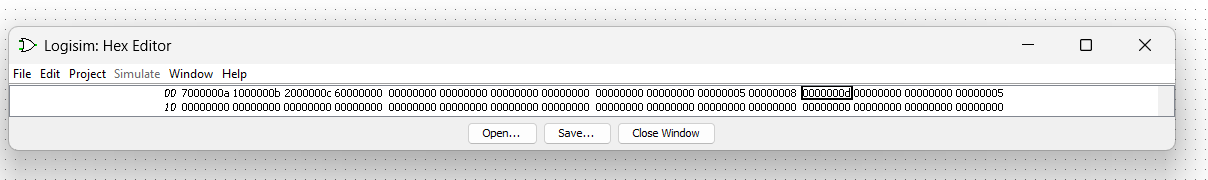 Logisim: Hex Editor
File Edit Project Simulate Window Help
00 7000000a 1000000b 2000000c 60000000 00000000 00000000 00000000 00000000 00000000 00000000 00000005 00000008 0000000d 00000000 00000000 00000005
10 00000000 00000000 00000000 00000000 00000000 00000000 00000000 00000000 00000000 00000000 00000000 00000000 00000000 00000000 00000000 00000000
Open... Save... Close Window